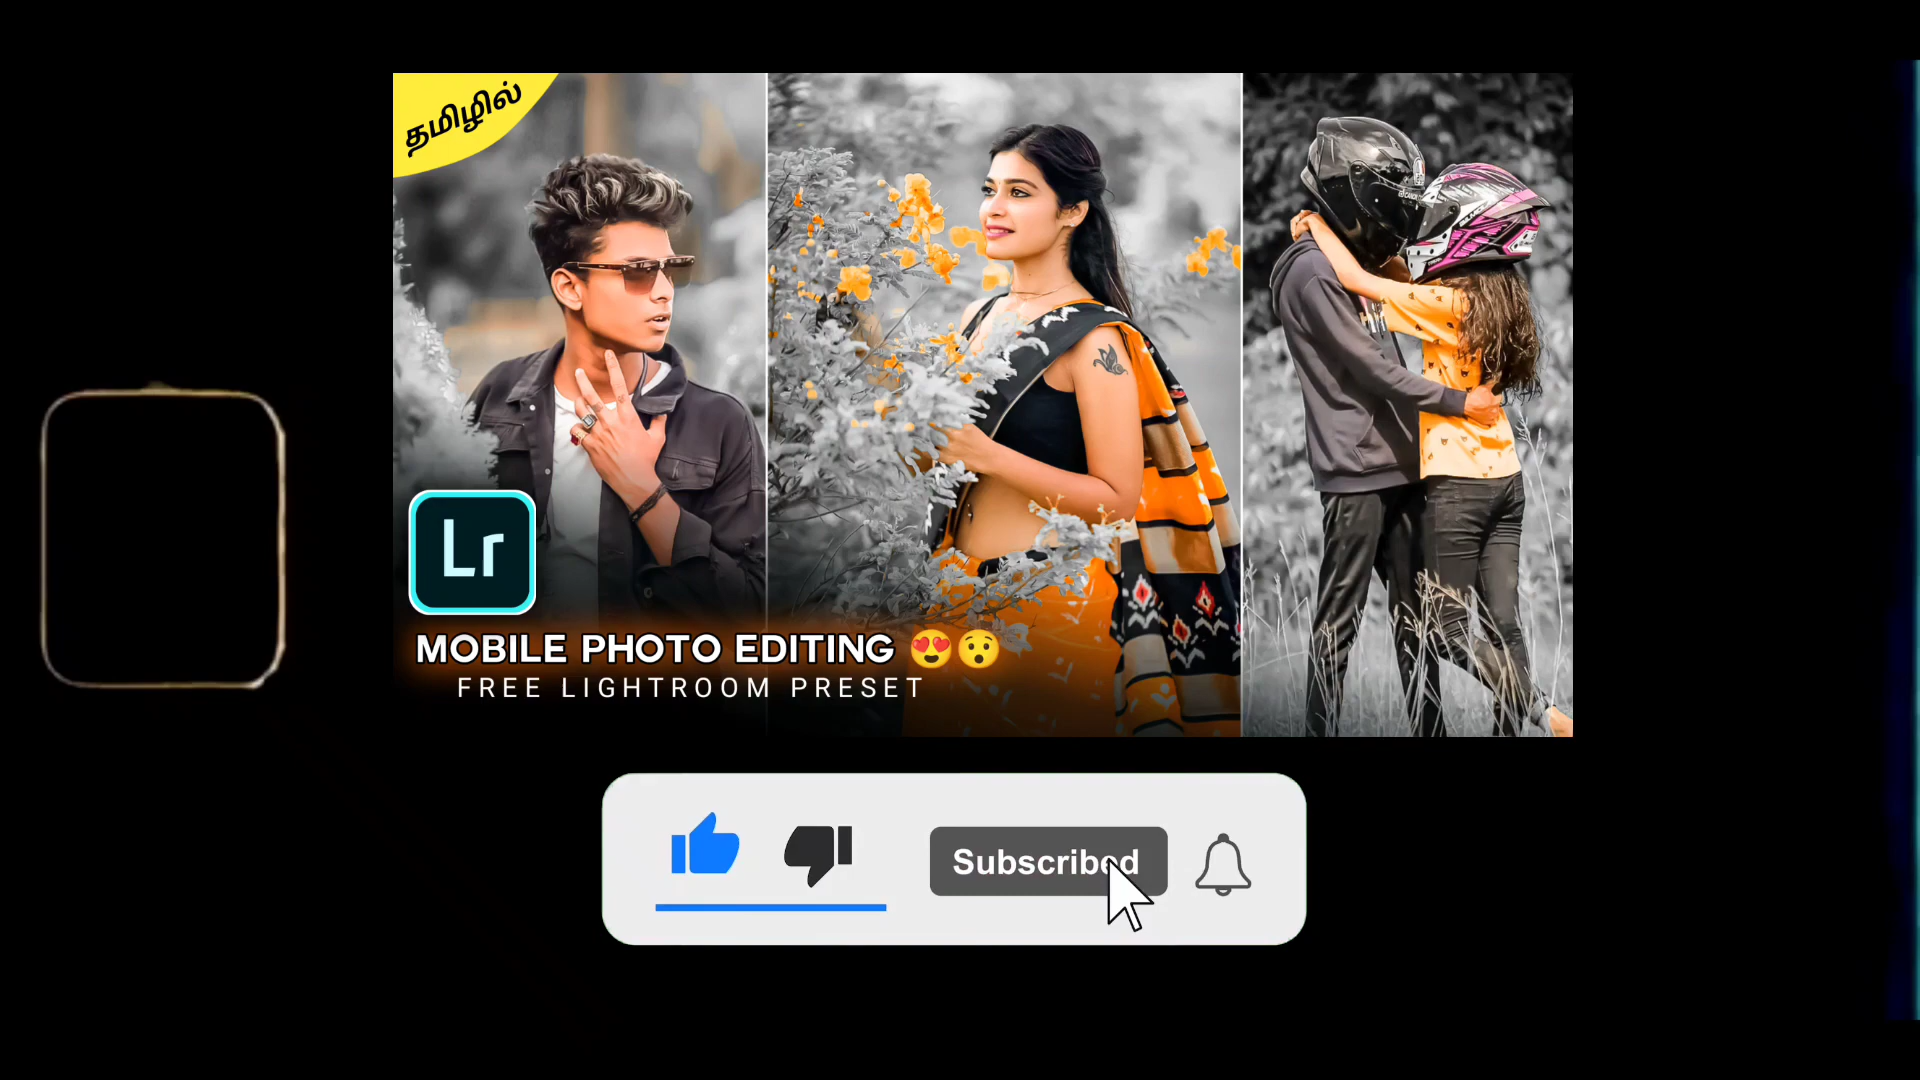 தமிழில்
Lr
MOBILE PHOTO EDITING 😍😯
FREE LIGHTROOM PRESET
Subscribed